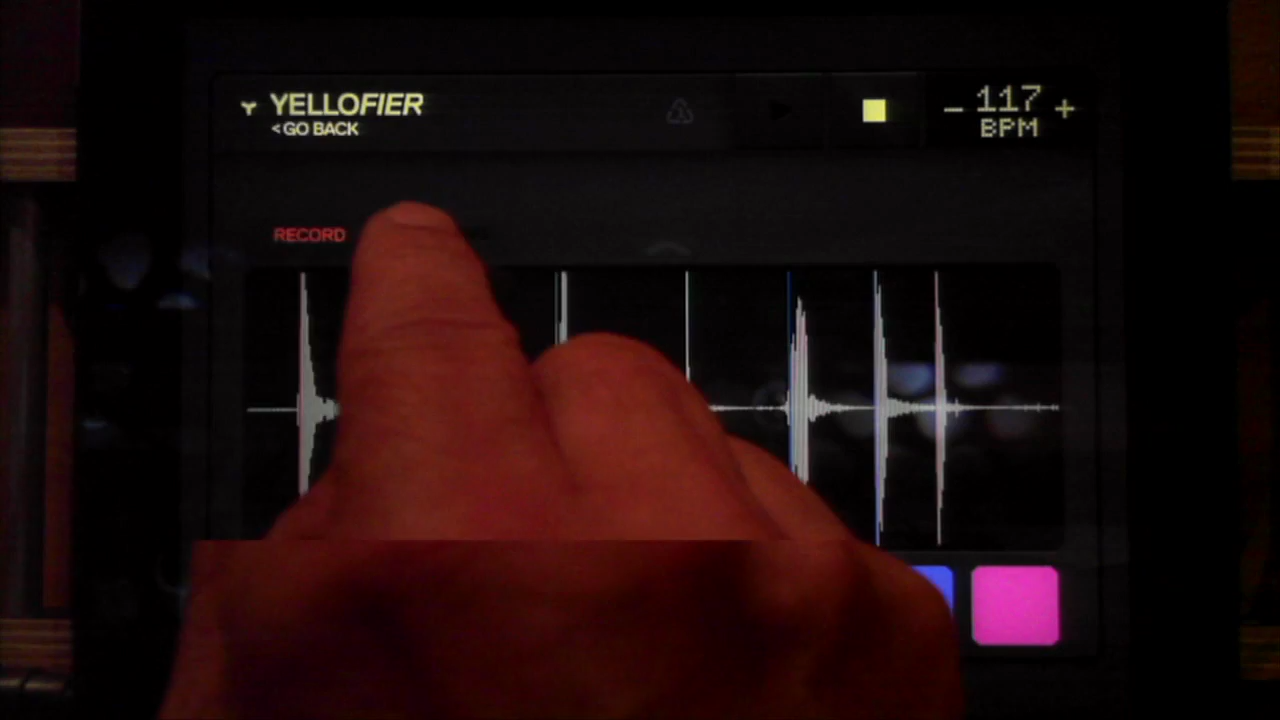 YELLOFIER
< GO BACK
– 117 +
BPM
RECORD